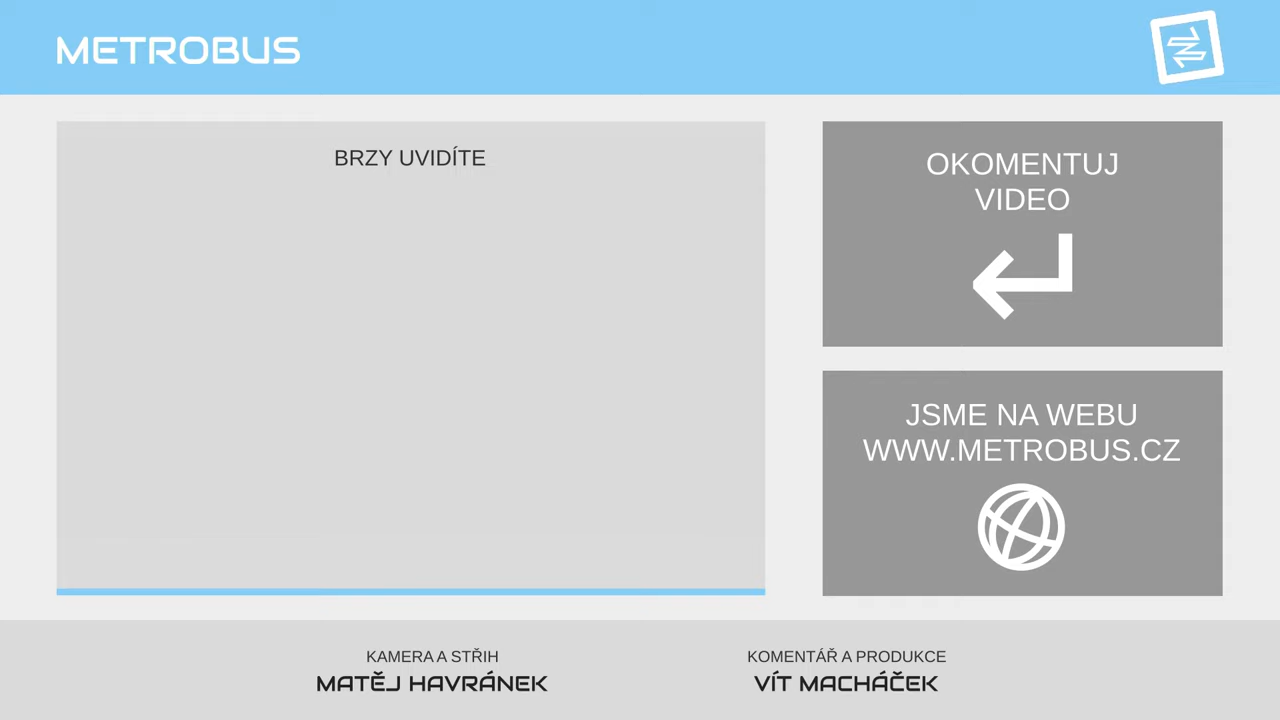 METROBUS
BRZY UVIDÍTE
OKOMENTUJ
VIDEO
JSME NA WEBU
WWW.METROBUS.CZ
KAMERA A STŘIH
MATĚJ HAVRÁNEK
KOMENTÁŘ A PRODUKCE
VÍT MACHÁČEK